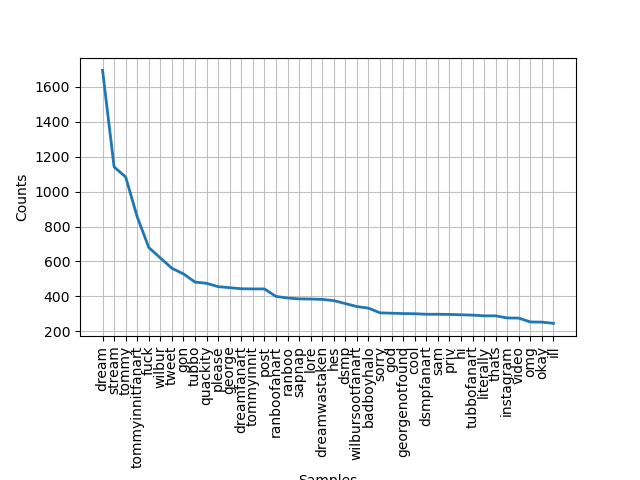 1600
1400
1200
1000
800
600
400
200
Counts
dream
stream
tommy
tommyinnitfanart
fuck
wilbur
tweet
gon
tubbo
quackity
please
george
dreamfanart
tommyinnit
post
ranboofanart
ranboo
sapnap
lore
dreamwastaken
hes
dsmp
wilbursootfanart
badboyhalo
sorry
god
georgenotfound
cool
dsmpfanart
sam
priv
hi
tubbofanart
literally
thats
instagram
video
omg
okay
ill
Samples